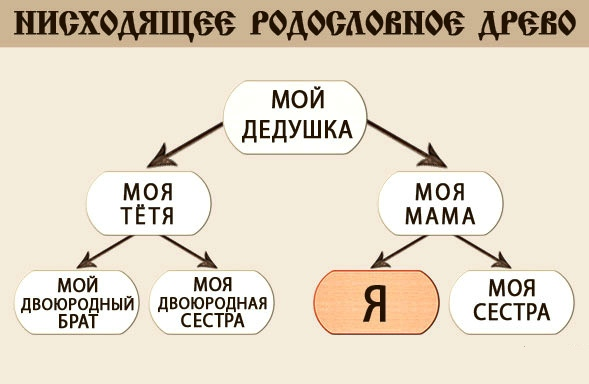 НИСХОДЯЩЕЕ РОДОСЛОВНОЕ ДРЕВО
МОЙ
ДЕДУШКА
МОЯ
ТЁТЯ
МОЯ
МАМА
МОЙ
ДВОЮРОДНЫЙ
БРАТ
МОЯ
ДВОЮРОДНАЯ
СЕСТРА
Я
МОЯ
СЕСТРА